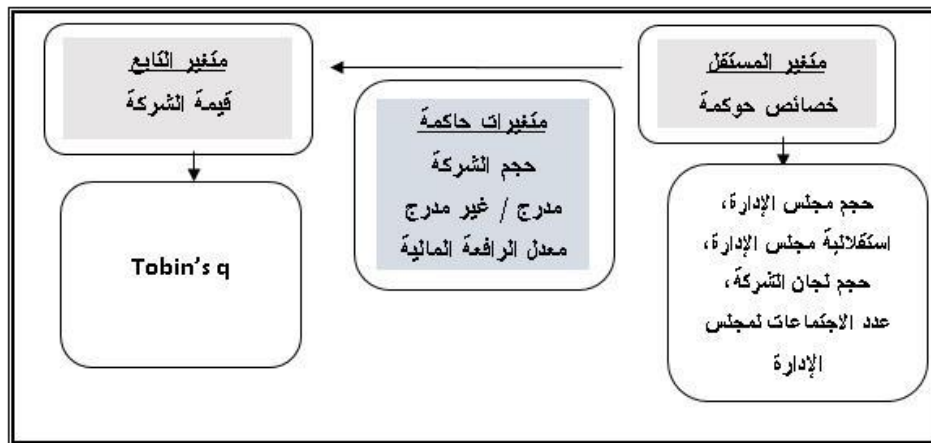 متغير المستقل
خصائص حوكمة
حجم مجلس الإدارة،
استقلالية مجلس الإدارة،
حجم لجان الشركة،
عدد الاجتماعات لمجلس
الإدارة
متغيرات حاكمة
حجم الشركة
مدرج / غير مدرج
معدل الرافعة المالية
متغير التابع
قيمة الشركة
Tobin's q